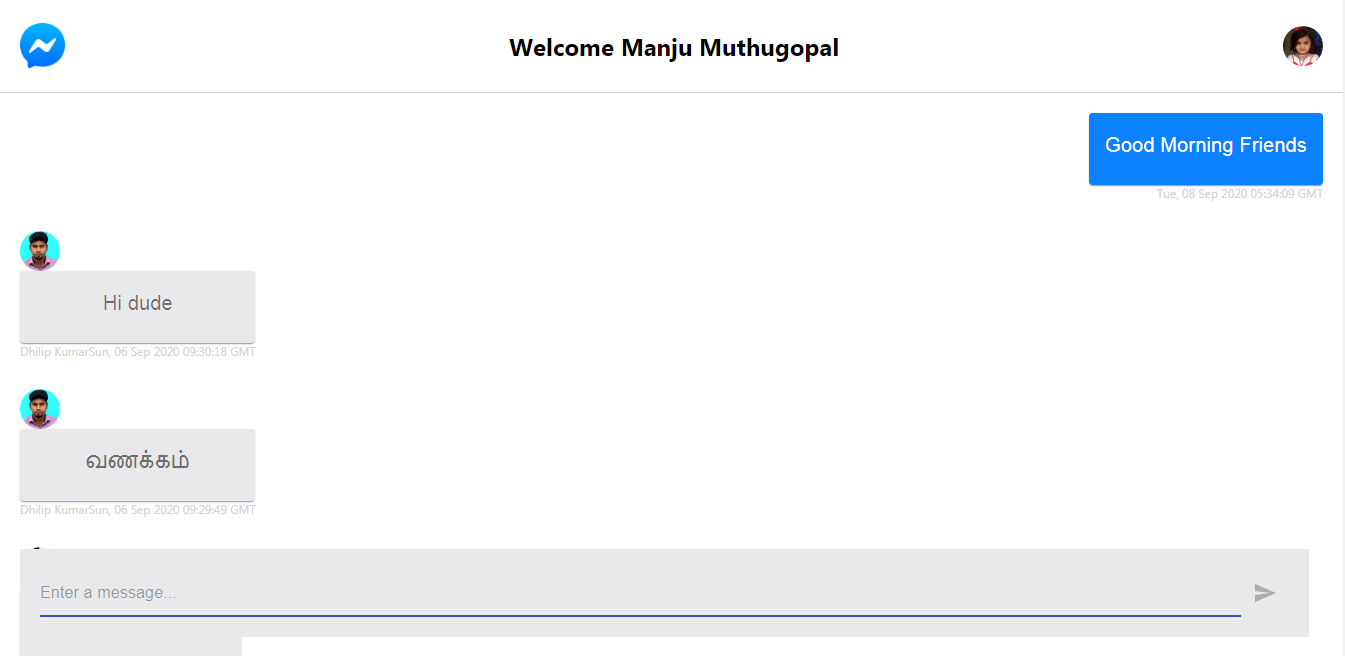 Welcome Manju Muthugopal
Good Morning Friends
Tue, 08 Sep 2020 05:34:09 GMT
Hi dude
Dhilip KumarSun, 06 Sep 2020 09:30:18 GMT
வணக்கம்
Dhilip KumarSun, 06 Sep 2020 09:29:49 GMT
Enter a message...